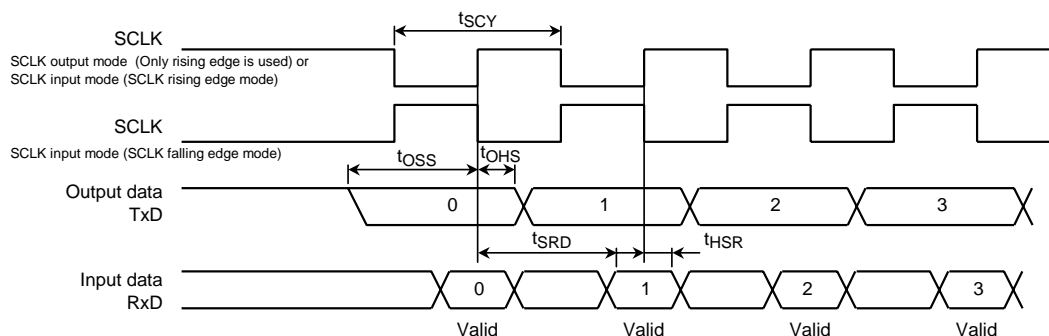 tSCY
SCLK
SCLK output mode (Only rising edge is used) or
SCLK input mode (SCLK rising edge mode)
SCLK
SCLK input mode (SCLK falling edge mode)
tOSS
tOHS
Output data
TxD
0 1 2 3
tSRD
tHSR
Input data
RxD
0 1 2 3
Valid Valid Valid Valid